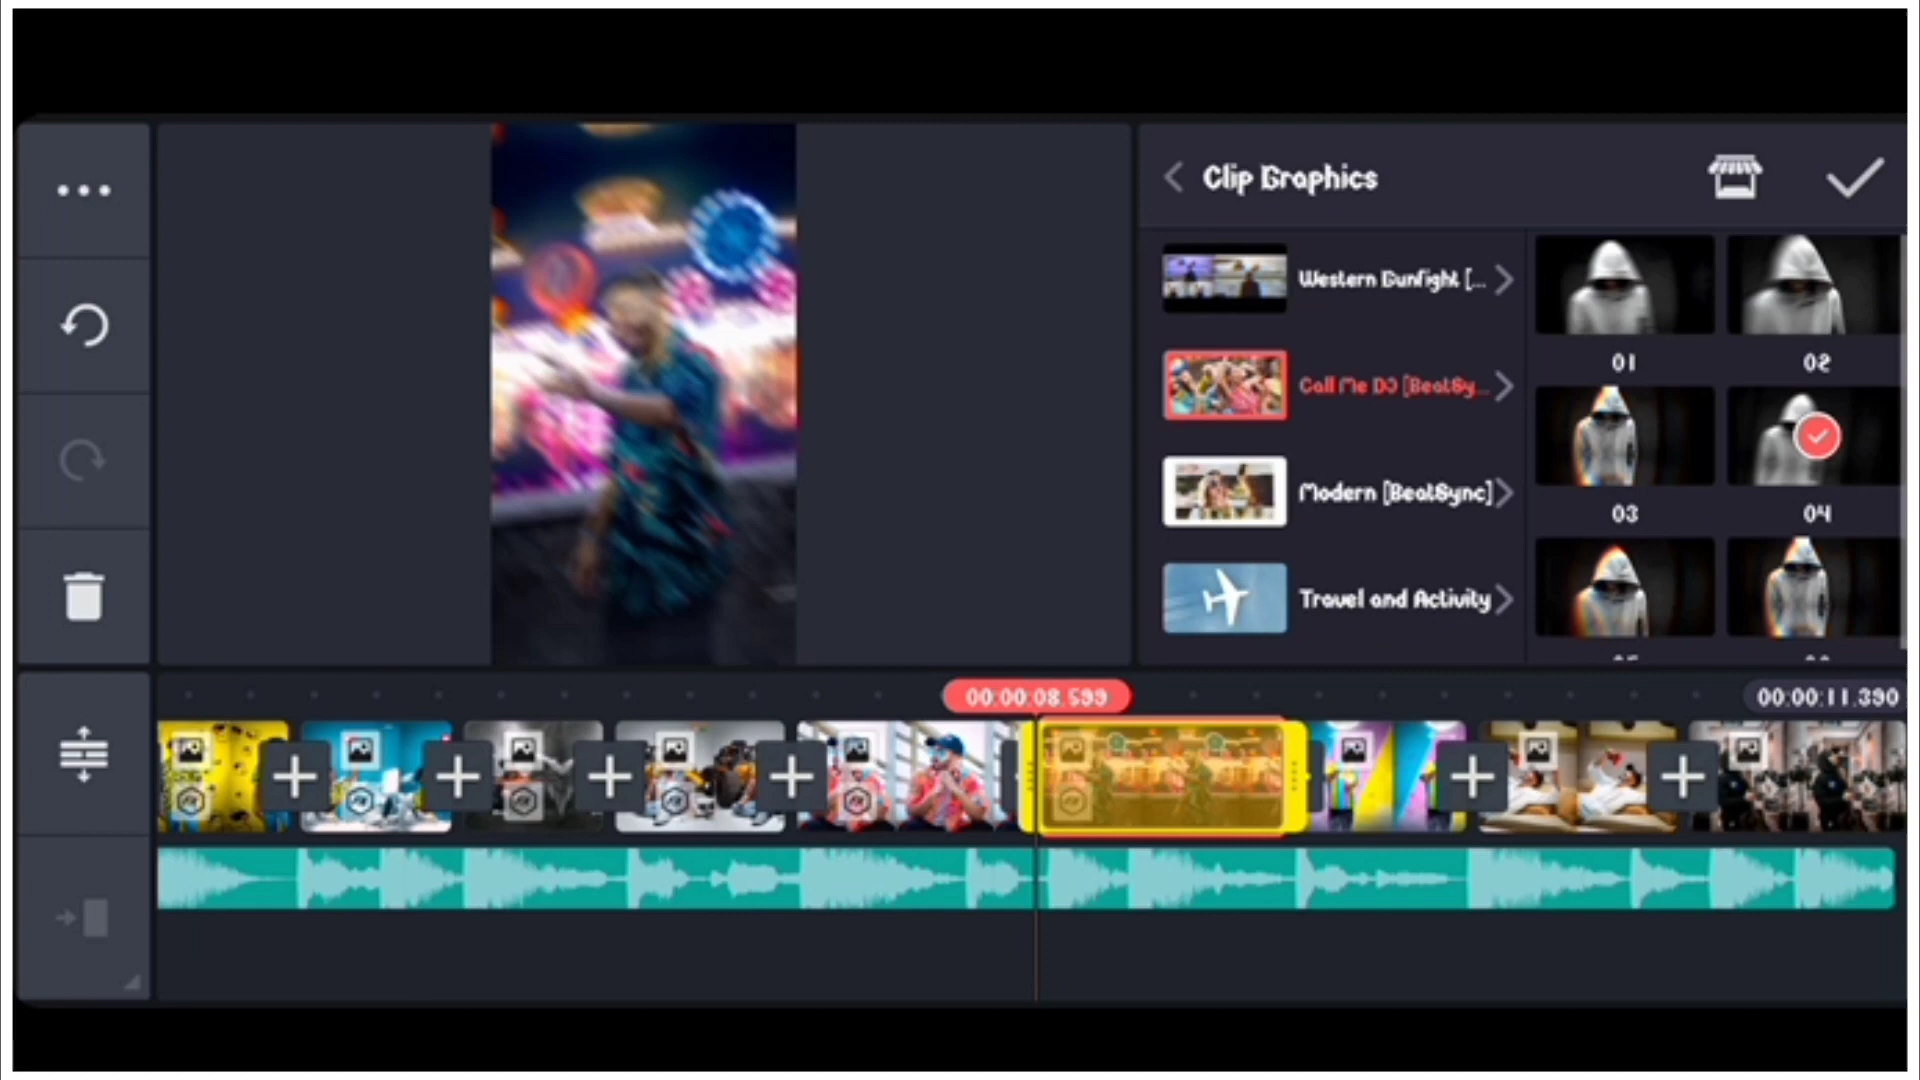 Clip Graphics
Western Gunfight [...
Call Me DJ [BeatSy...
Modern [BeatSync]
Travel and Activity
01
02
03
04
00:00:08.599
00:00:11.390